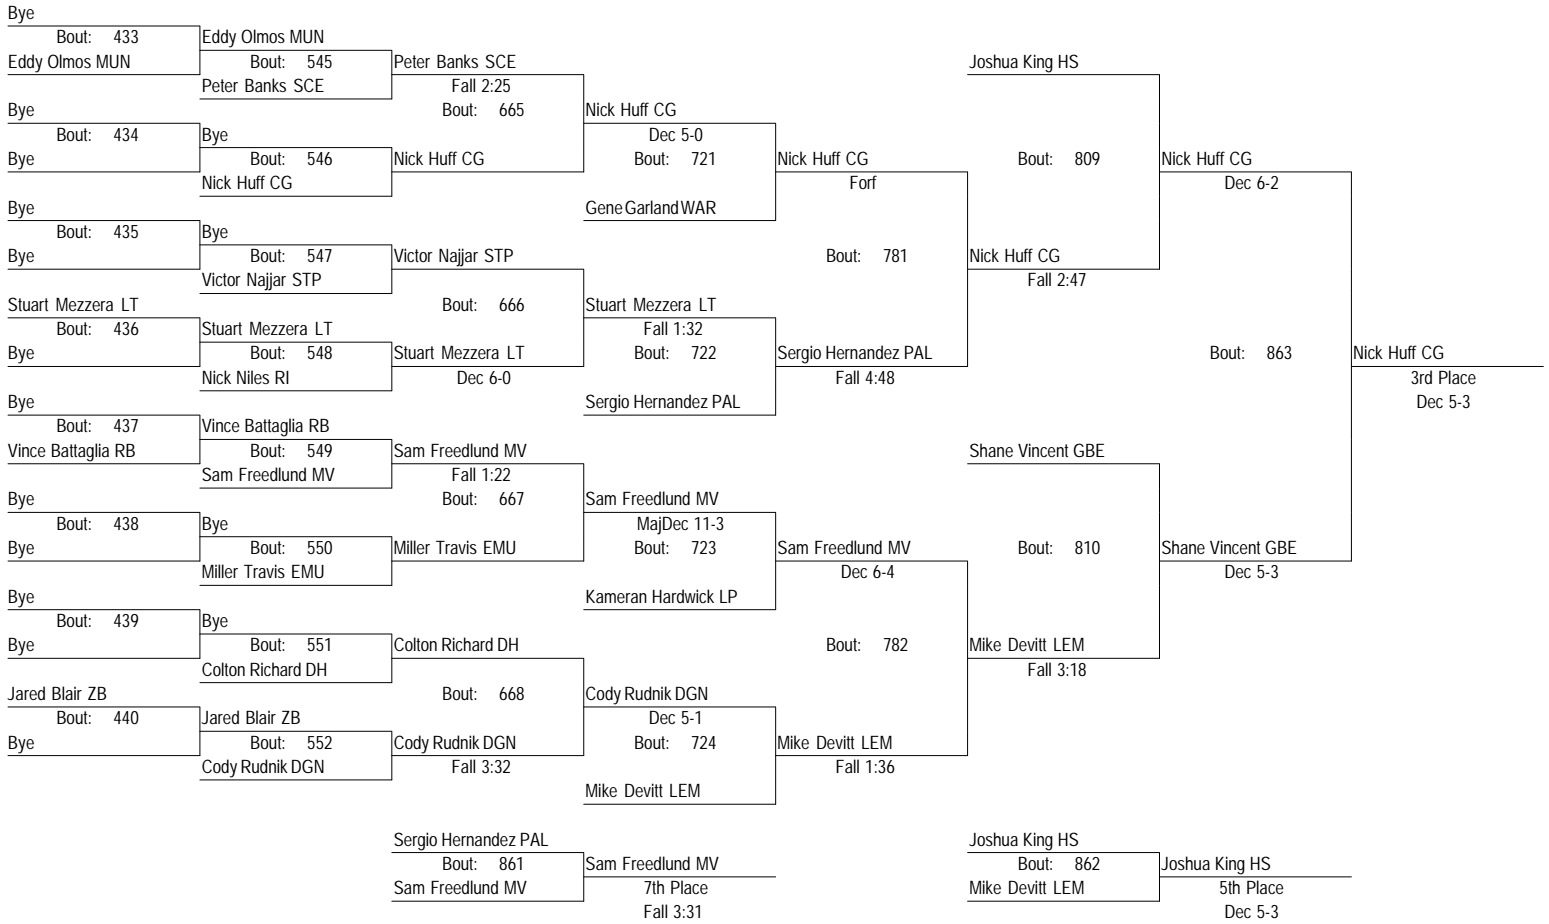 Bye
Bout: 433 Eddy Olmos MUN
Eddy Olmos MUN Bout: 545 Peter Banks SCE Joshua King HS
Peter Banks SCE Fall 2:25
Bye Bout: 665 Nick Huff CG
Bout: 434 Bye Dec 5-0
Bye Bout: 546 Nick Huff CG Bout: 721 Nick Huff CG Bout: 809 Nick Huff CG
Nick Huff CG Forf Dec 6-2
Bye Gene Garland WAR
Bout: 435 Bye
Bye Bout: 547 Victor Najjar STP Bout: 781 Nick Huff CG
Victor Najjar STP Fall 2:47
Stuart Mezzera LT Bout: 666 Stuart Mezzera LT
Bout: 436 Stuart Mezzera LT Fall 1:32
Bye Bout: 548 Stuart Mezzera LT Bout: 722 Sergio Hernandez PAL Bout: 863 Nick Huff CG
Nick Niles RI Dec 6-0 Fall 4:48 3rd Place
Bye Sergio Hernandez PAL Dec 5-3
Bout: 437 Vince Battaglia RB
Vince Battaglia RB Bout: 549 Sam Freedlund MV Shane Vincent GBE
Sam Freedlund MV Fall 1:22
Bye Bout: 667 Sam Freedlund MV
Bout: 438 Bye MajDec 11-3
Bye Bout: 550 Miller Travis EMU Bout: 723 Sam Freedlund MV Bout: 810 Shane Vincent GBE
Miller Travis EMU Dec 6-4 Dec 5-3
Bye Kameran Hardwick LP
Bout: 439 Bye
Bye Bout: 551 Colton Richard DH Bout: 782 Mike Devitt LEM
Colton Richard DH Fall 3:18
Jared Blair ZB Bout: 668 Cody Rudnik DGN
Bout: 440 Jared Blair ZB Dec 5-1
Bye Bout: 552 Cody Rudnik DGN Bout: 724 Mike Devitt LEM
Cody Rudnik DGN Fall 3:32 Fall 1:36
Mike Devitt LEM
Sergio Hernandez PAL Joshua King HS
Bout: 861 Sam Freedlund MV Bout: 862 Joshua King HS
Sam Freedlund MV 7th Place Mike Devitt LEM 5th Place
Fall 3:31 Dec 5-3